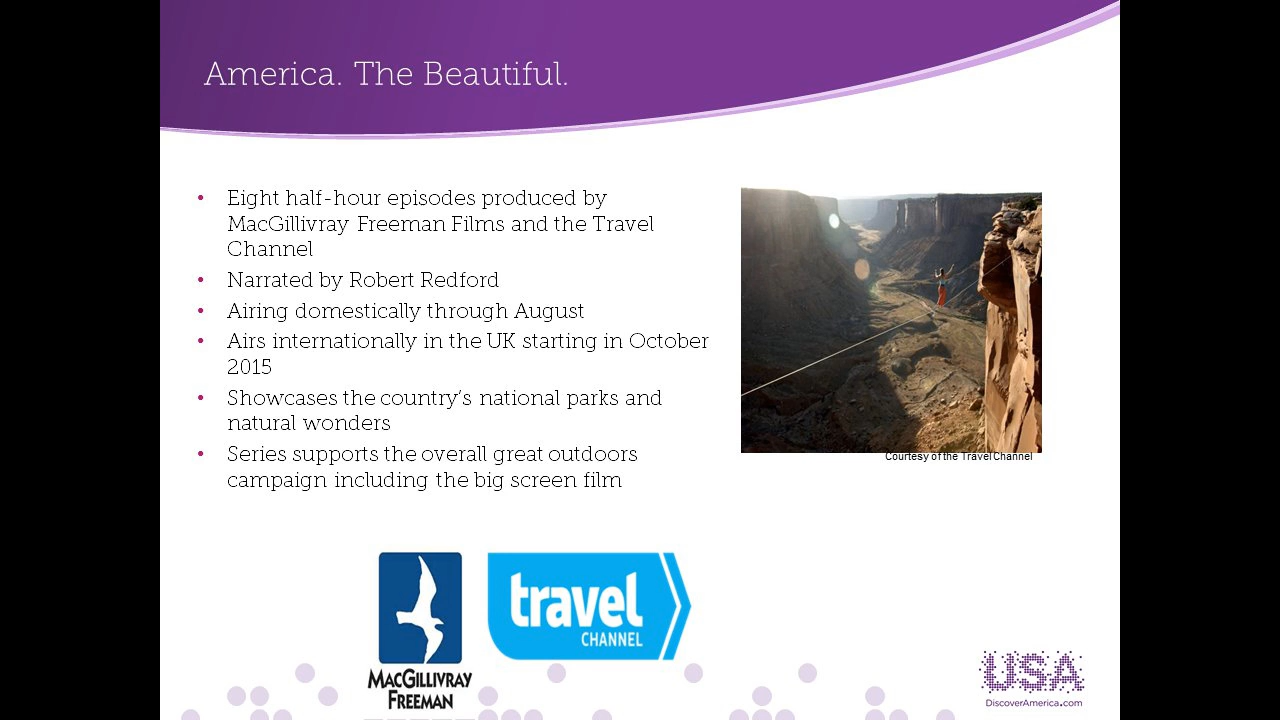 America. The Beautiful.
• Eight half-hour episodes produced by
MacGillivray Freeman Films and the Travel
Channel
• Narrated by Robert Redford
• Airing domestically through August
• Airs internationally in the UK starting in October
2015
• Showcases the country’s national parks and
natural wonders
• Series supports the overall great outdoors
campaign including the big screen film
Courtesy of the Travel Channel
MACGILLIVRAY
FREEMAN
travel
CHANNEL
USA
DiscoverAmerica.com